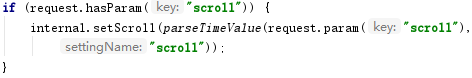 if (request.hasParam( key: "scroll")) {
internal.setScroll(parseTimeValue(request.param( key: "scroll"),
settingName: "scroll"));
}